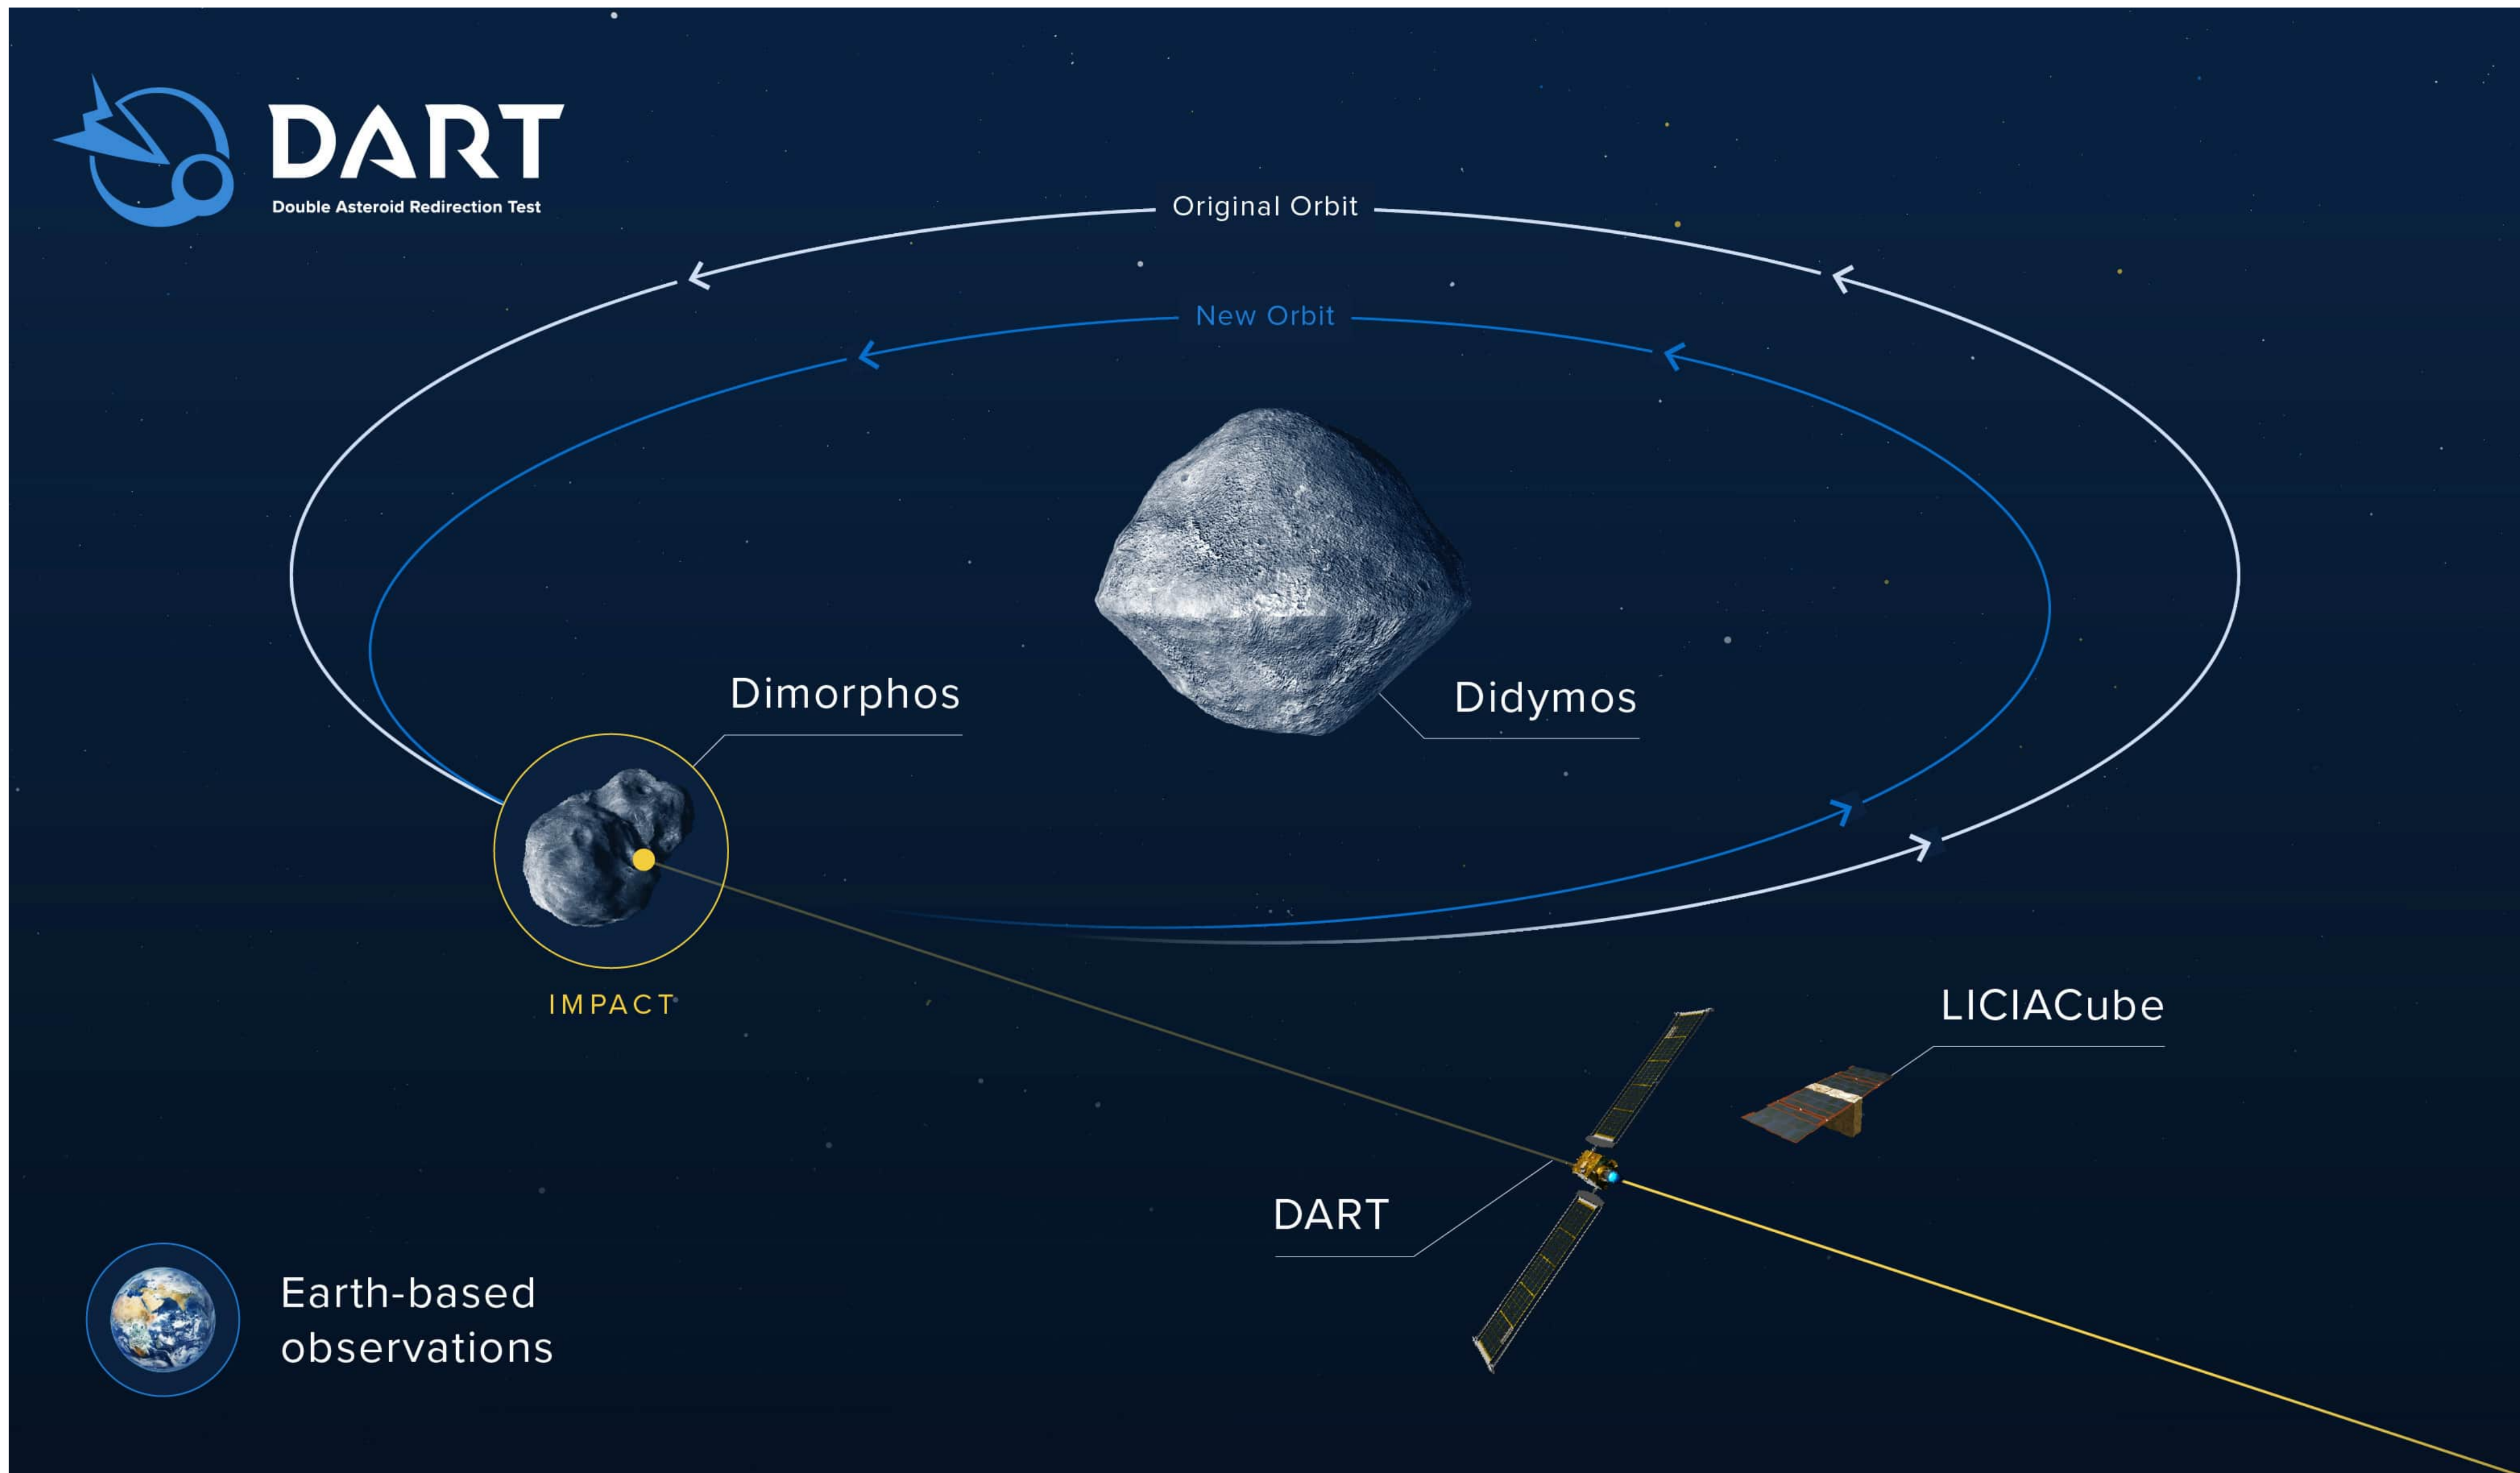 DART
Double Asteroid Redirection Test
Original Orbit
New Orbit
Dimorphos
Didymos
IMPACT
LICIACube
DART
Earth-based
observations